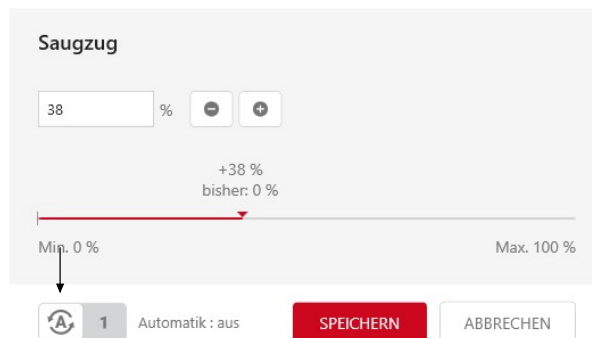 Saugzug
38 %
+38 %
bisher: 0 %
Min. 0 % Max. 100 %
A 1 Automatik : aus SPEICHERN ABBRECHEN